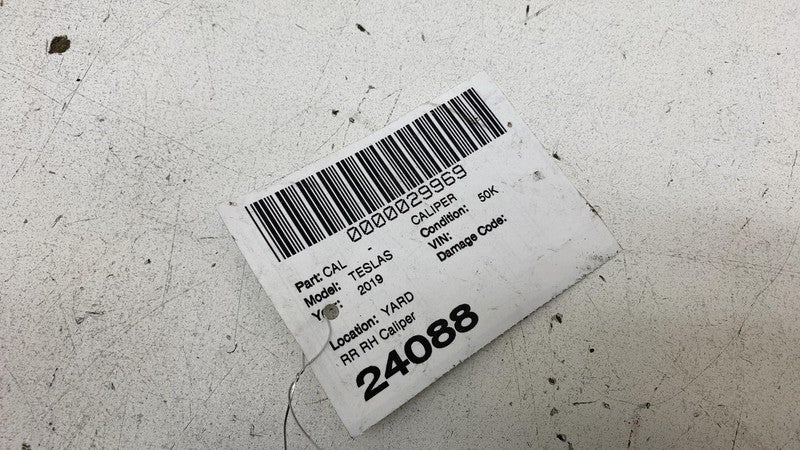 0000029969
Part: CAL - CALIPER
Model: TESLAS Condition: 50K
Year: 2019 VIN:
Damage Code:
Location: YARD
RR RH Caliper
24088